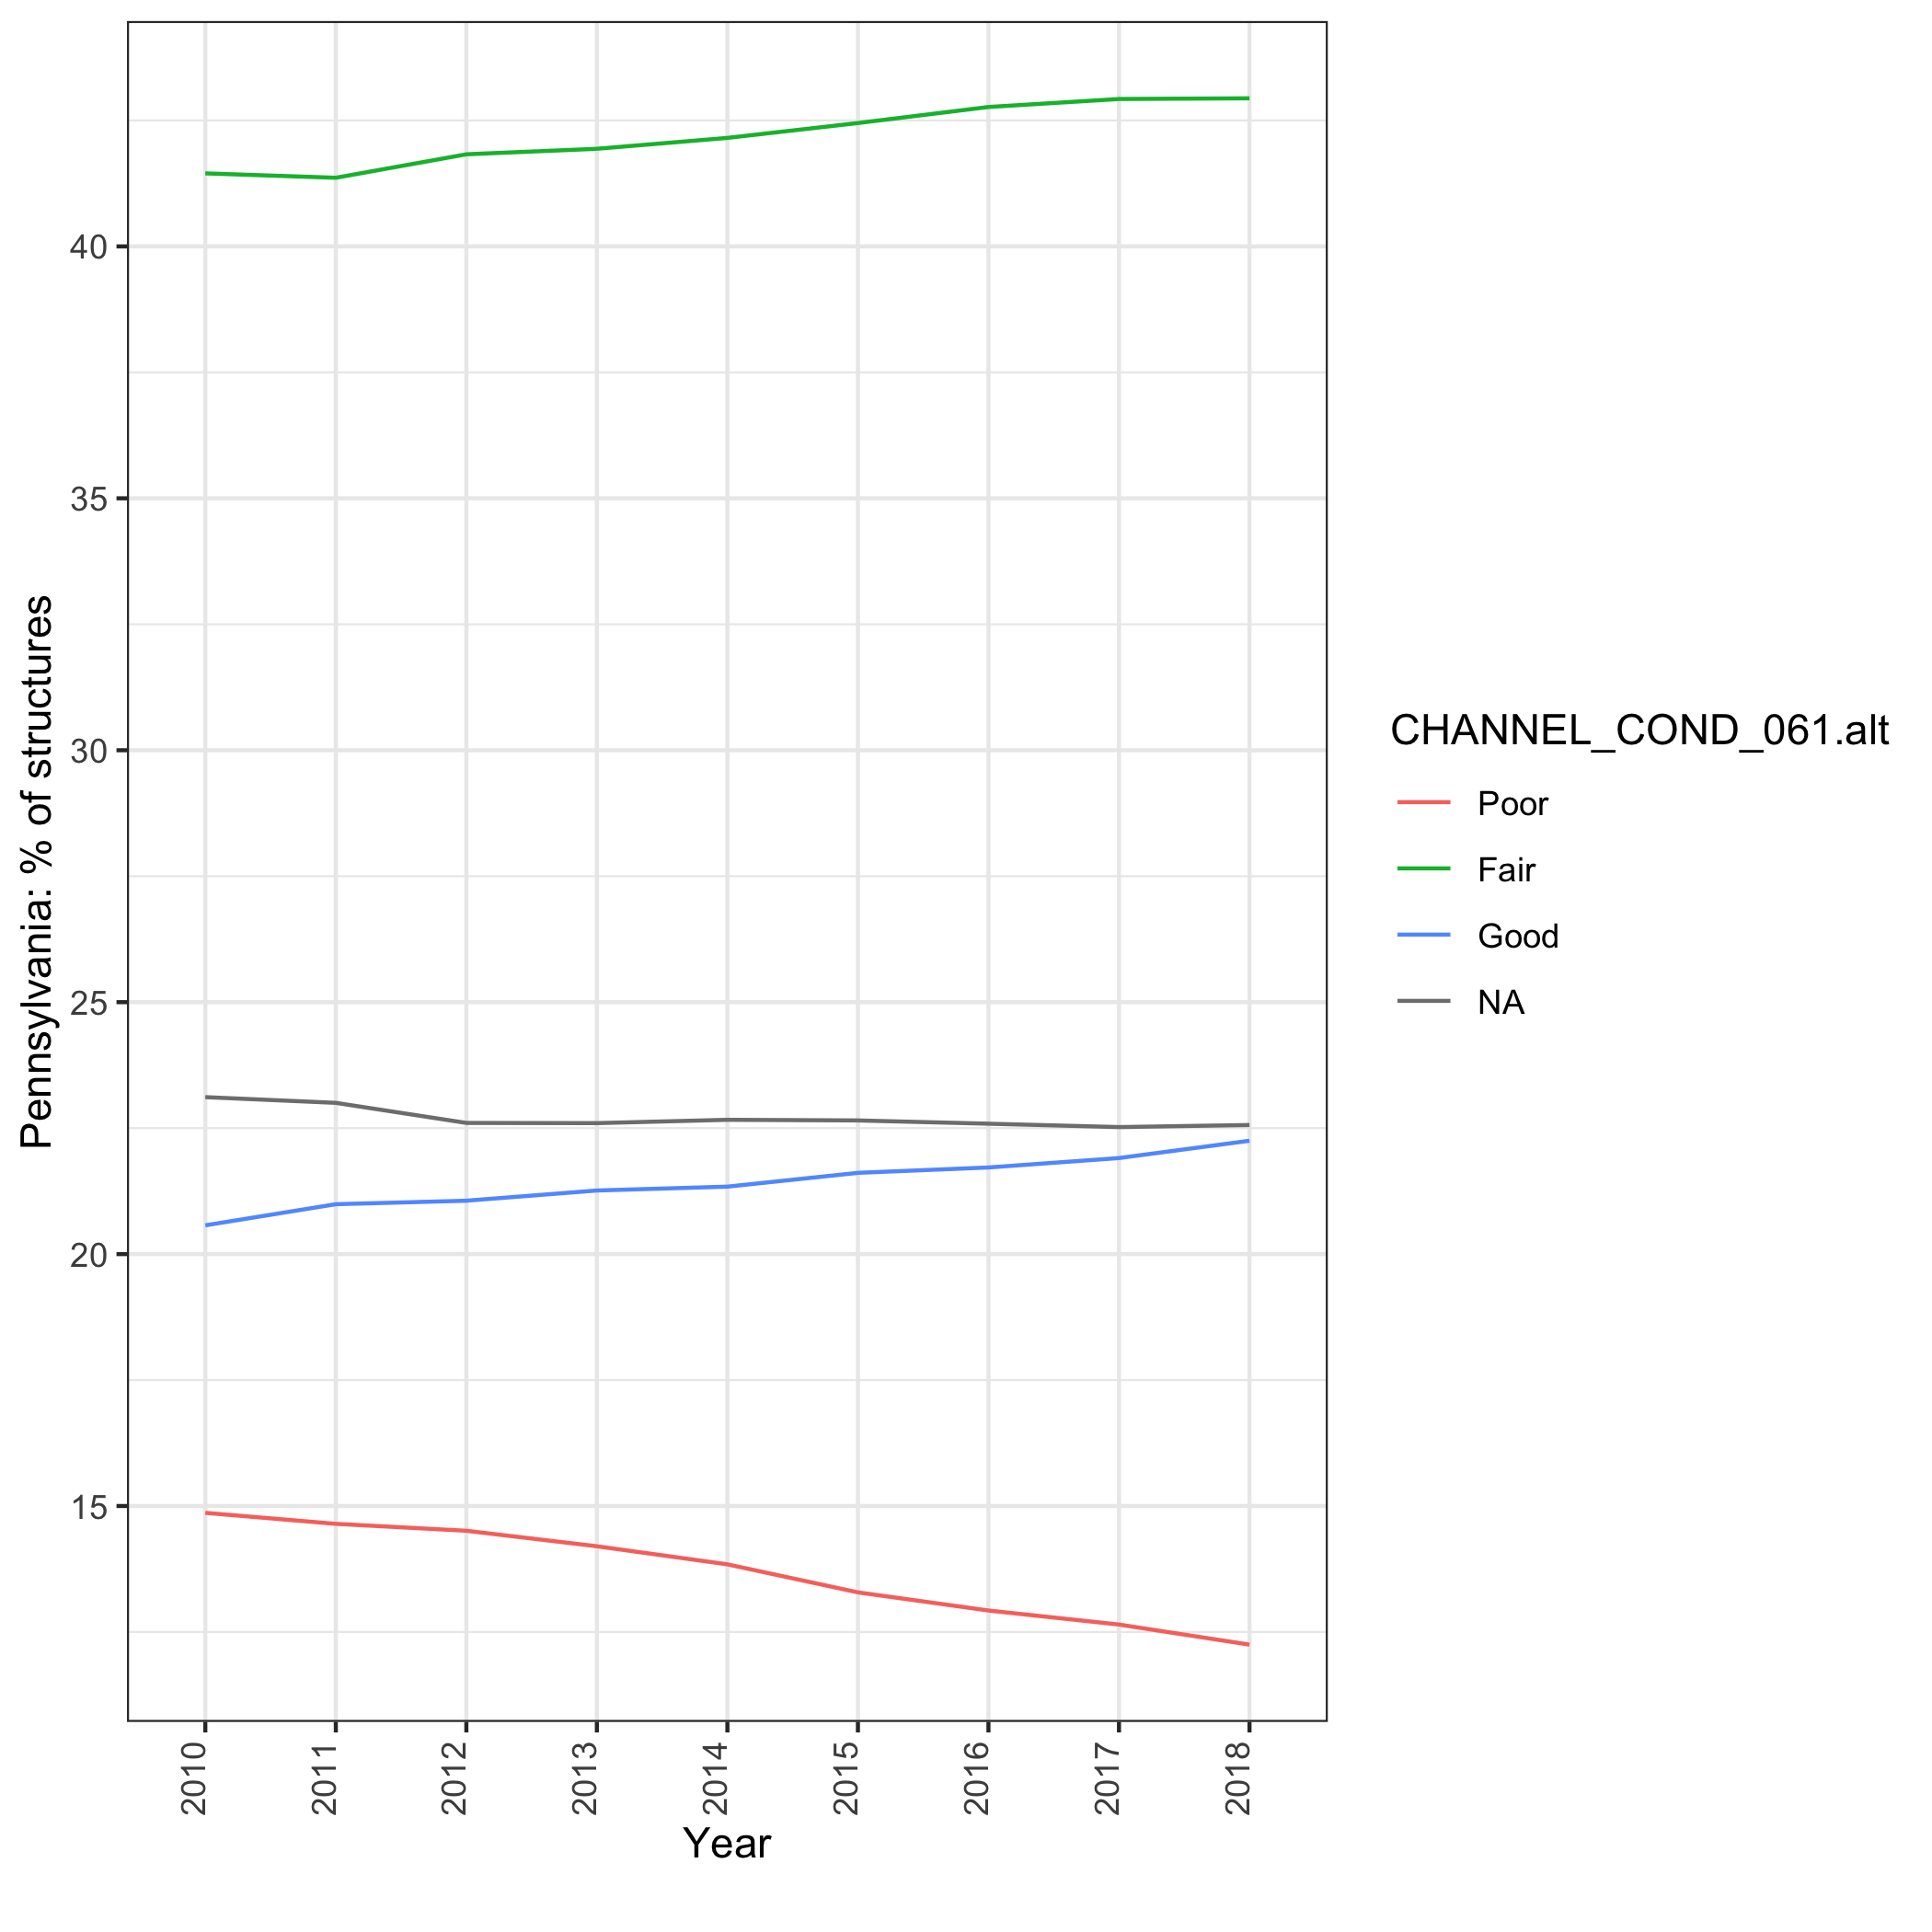 Pennsylvania: % of structures
40
35
30
25
20
15
2010
2011
2012
2013
2014
2015
2016
2017
2018
Year
CHANNEL_COND_061.alt
Poor
Fair
Good
NA